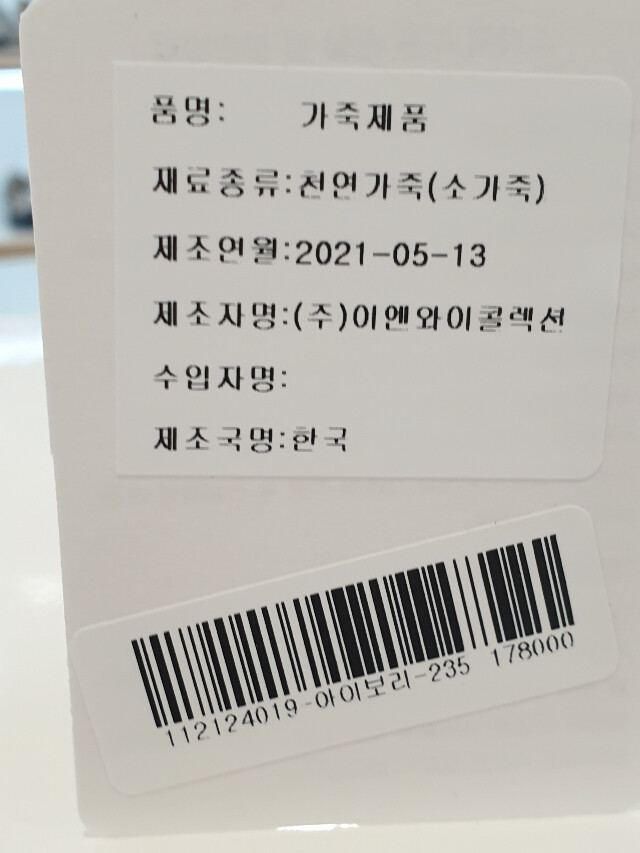 품명: 가죽제품
재료종류:천연가죽(소가죽)
제조연월:2021-05-13
제조자명:(주)이엔와이콜렉션
수입자명:
제조국명:한국
112124019-아이보리-235 178000